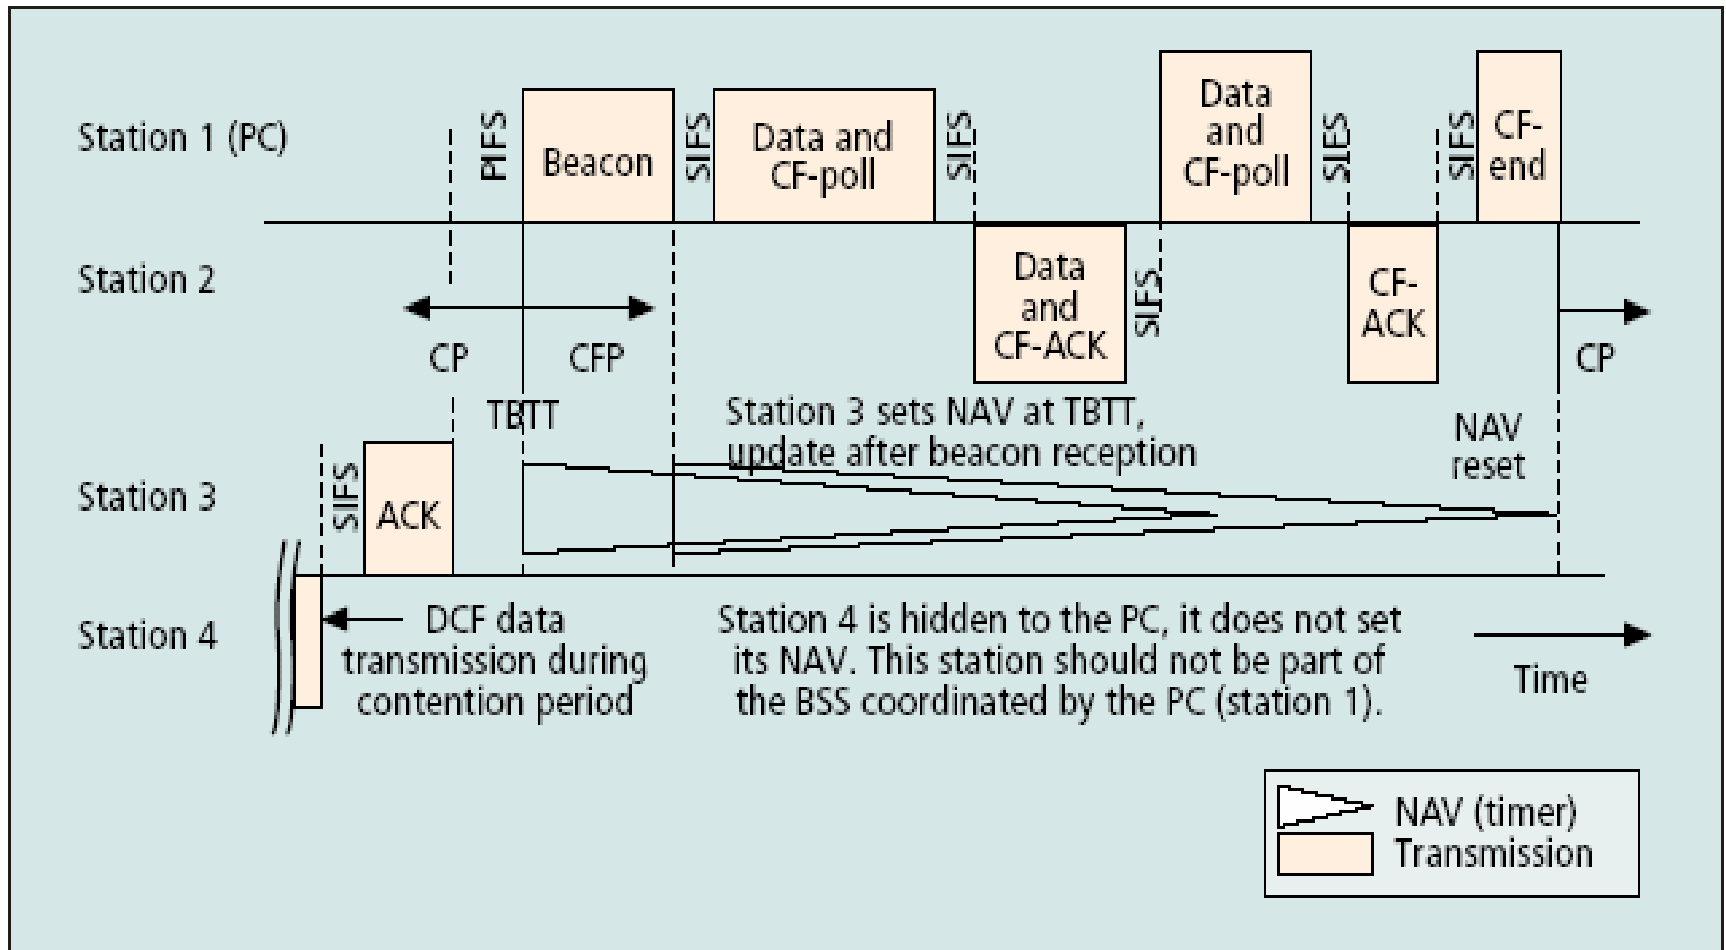 Station 1 (PC)
PIFS
Beacon
SIFS
Data and
CF-poll
SIFS
Data
and
CF-poll
SIFS
SIFS
CF-
end
Station 2
CP
CFP
Data
and
CF-ACK
SIFS
CF-
ACK
CP
TBTT
Station 3 sets NAV at TBTT,
update after beacon reception
NAV
reset
Station 3
SIFS
ACK
Station 4
DCF data
transmission during
contention period
Station 4 is hidden to the PC, it does not set
its NAV. This station should not be part of
the BSS coordinated by the PC (station 1).
Time
NAV (timer)
Transmission